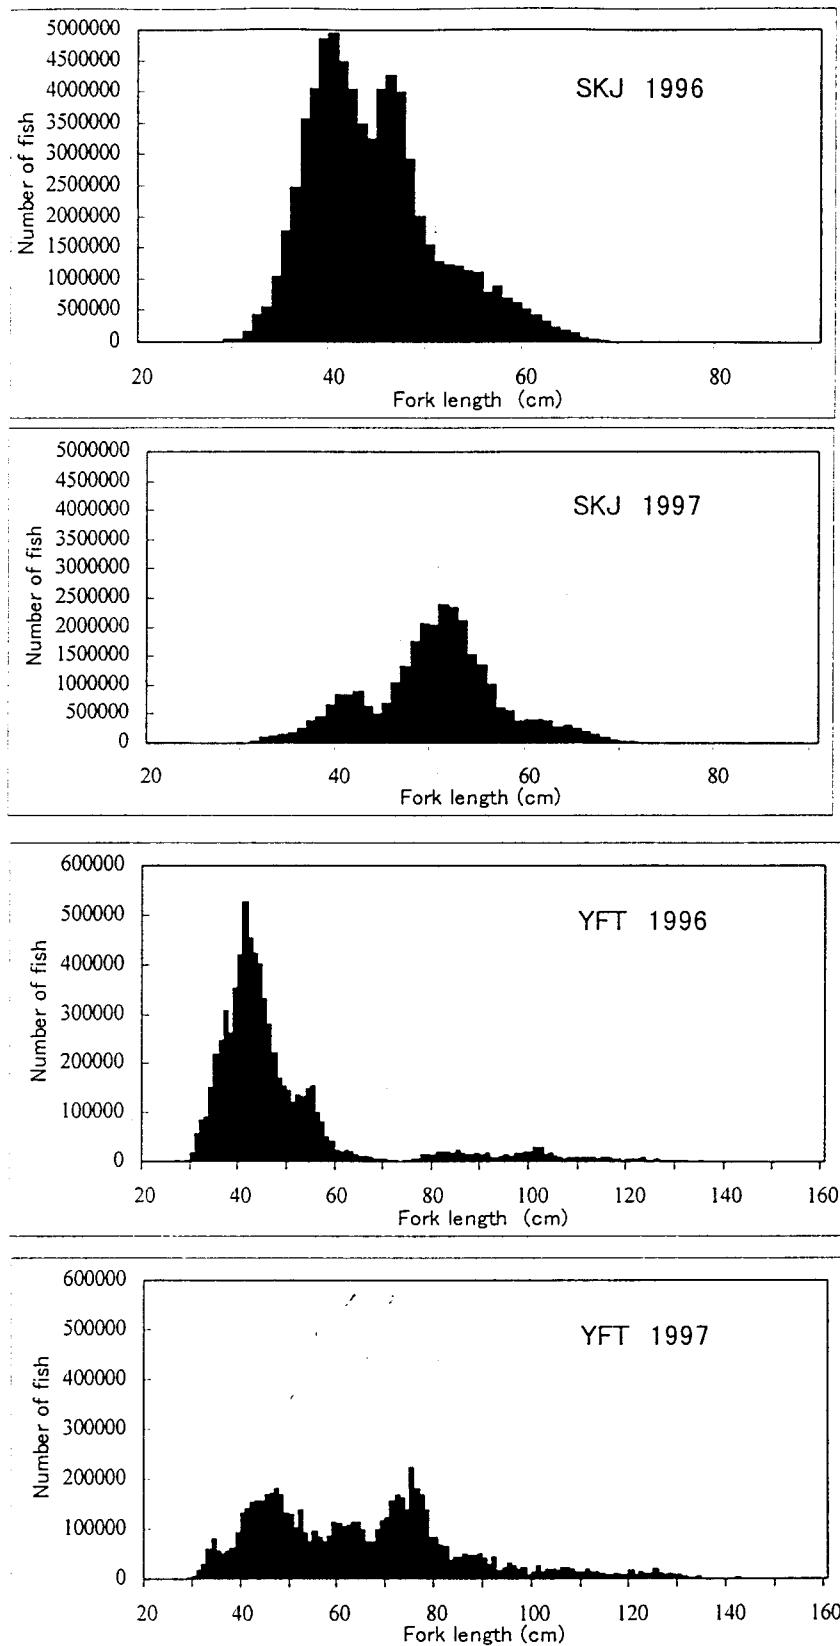 5000000
4500000
4000000
3500000
3000000
2500000
2000000
1500000
1000000
500000
0
Number of fish
SKJ 1996
20 40 60 80
Fork length (cm)
5000000
4500000
4000000
3500000
3000000
2500000
2000000
1500000
1000000
500000
0
Number of fish
SKJ 1997
20 40 60 80
Fork length (cm)
600000
500000
400000
300000
200000
100000
0
Number of fish
YFT 1996
20 40 60 80 100 120 140 160
Fork length (cm)
600000
500000
400000
300000
200000
100000
0
Number of fish
YFT 1997
20 40 60 80 100 120 140 160
Fork length (cm)